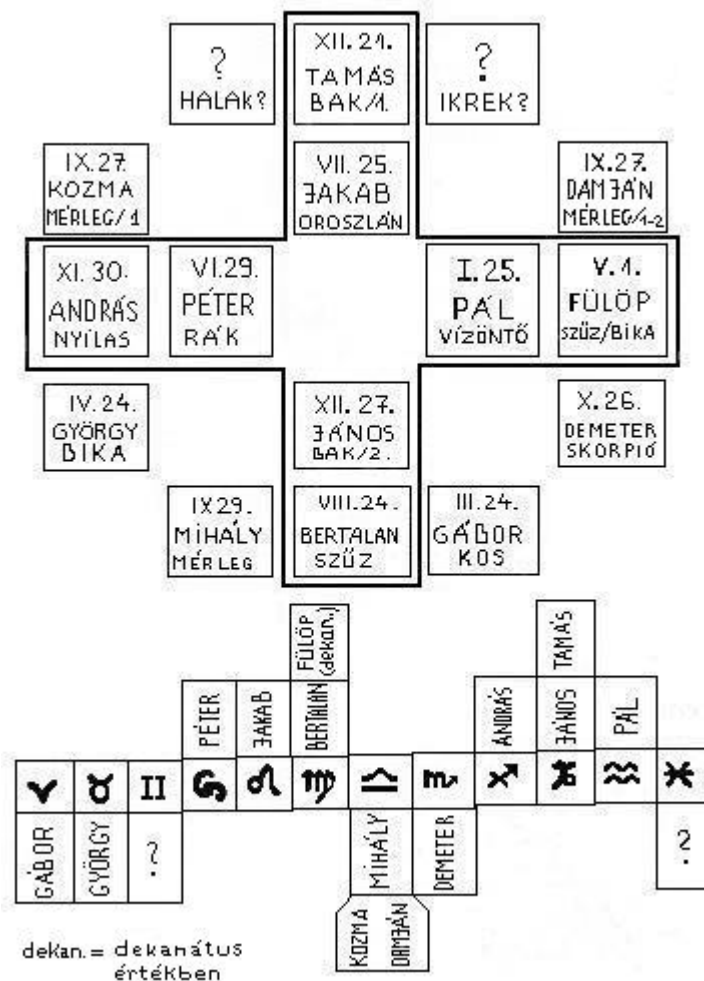 ?
HALAK?
XII. 21.
TAMÁS
BAK/1.
?
IKREK?
IX. 27.
KOZMA
MÉRLEG/1
VII. 25.
JAKAB
OROSZLÁN
IX. 27.
DAMJÁN
MÉRLEG/1-2
XI. 30.
ANDRÁS
NYILAS
VI. 29.
PÉTER
RÁK
I. 25.
PÁL
VÍZÖNTŐ
V. 1.
FÜLÖP
SZŰZ/BIKA
IV. 24.
GYÖRGY
BIKA
XII. 27.
JÁNOS
BAK/2.
X. 26.
DEMETER
SKORPIÓ
IX 29.
MIHÁLY
MÉRLEG
VIII. 24.
BERTALAN
SZŰZ
III. 24.
GÁBOR
KOS
FÜLÖP
(dekan.)
TAMÁS
PÉTER
JAKAB
BERTALAN
ANDRÁS
JÁNOS
PÁL
♈ ♉ ♊ ♋ ♌ ♍ ♎ ♏ ♐ ♑ ♒ ♓
GÁBOR
GYÖRGY
?
MIHÁLY
DEMETER
?
KOZMA
DAMJÁN
dekan. = dekanátus
értékben